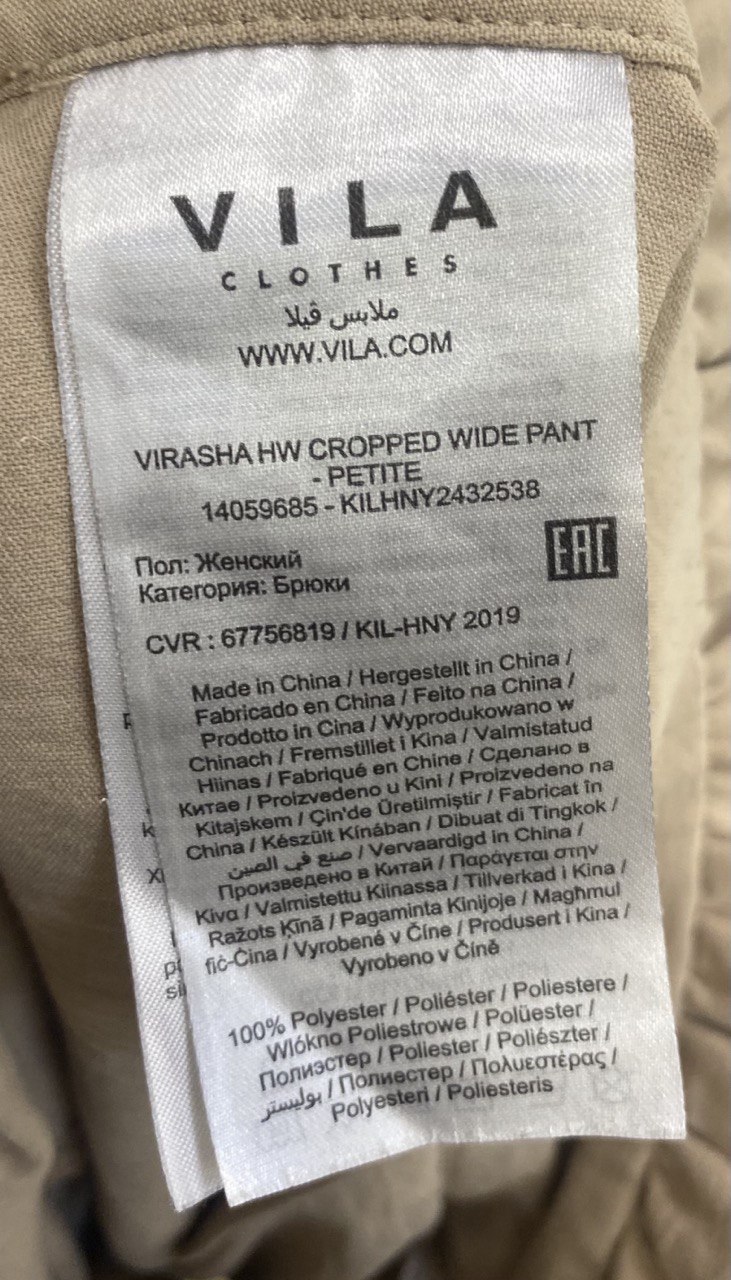 VILA
CLOTHES
ملابس ڤيلا
WWW.VILA.COM
VIRASHA HW CROPPED WIDE PANT
- PETITE
14059685 - KILHNY2432538
Пол: Женский
Категория: Брюки
EAC
CVR : 67756819 / KIL-HNY 2019
Made in China / Hergestellt in China /
Fabricado en China / Feito na China /
Prodotto in Cina / Wyprodukowano w
Chinach / Fremstillet i Kina / Valmistatud
Hiinas / Fabriqué en Chine / Сделано в
Китае / Proizvedeno u Kini / Proizvedeno na
Kitajskem / Çin'de Üretilmiştir / Fabricat în
China / Készült Kínában / Dibuat di Tingkok /
صنع في الصين / Vervaardigd in China /
Произведено в Китай / Παράγεται στην
Κίνα / Valmistettu Kiinassa / Tillverkad i Kina /
Ražots Ķīnā / Pagaminta Kinijoje / Magħmul
fiċ-Ċina / Vyrobené v Číne / Produsert i Kina /
Vyrobeno v Číně
100% Polyester / Poliéster / Poliestere /
Włókno Poliestrowe / Polüester /
Полиэстер / Poliester / Poliészter /
بوليستر / Полиестер / Πολυεστέρας /
Polyesteri / Poliesteris